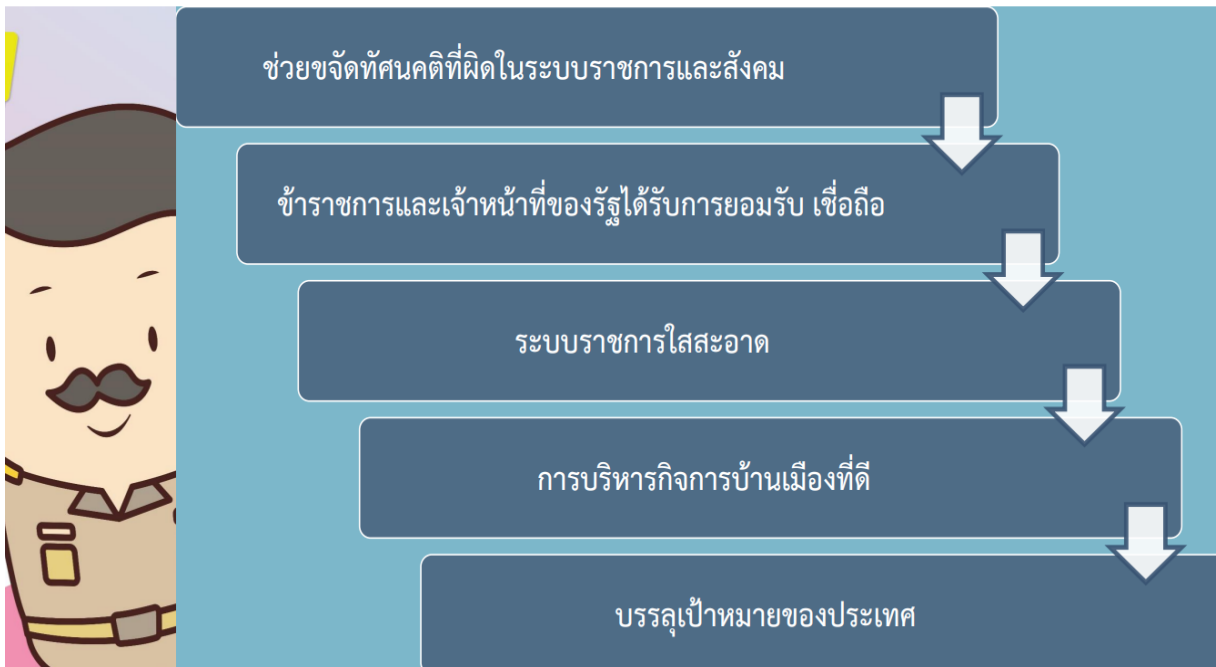 ช่วยขจัดทัศนคติที่ผิดในระบบราชการและสังคม
ข้าราชการและเจ้าหน้าที่ของรัฐได้รับการยอมรับ เชื่อถือ
ระบบราชการใสสะอาด
การบริหารกิจการบ้านเมืองที่ดี
บรรลุเป้าหมายของประเทศ